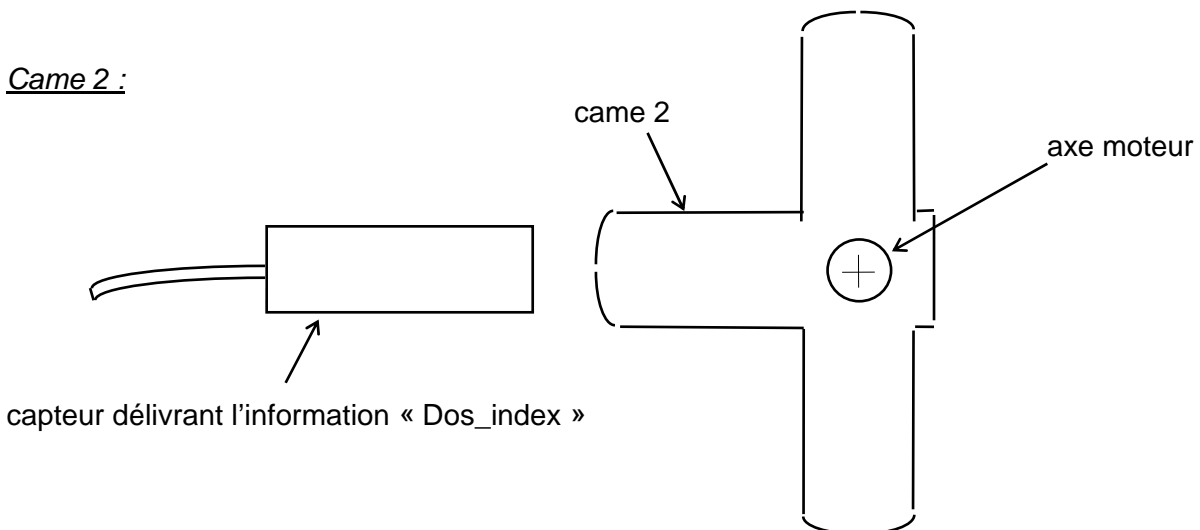 Came 2 :
came 2
axe moteur
capteur délivrant l'information « Dos_index »